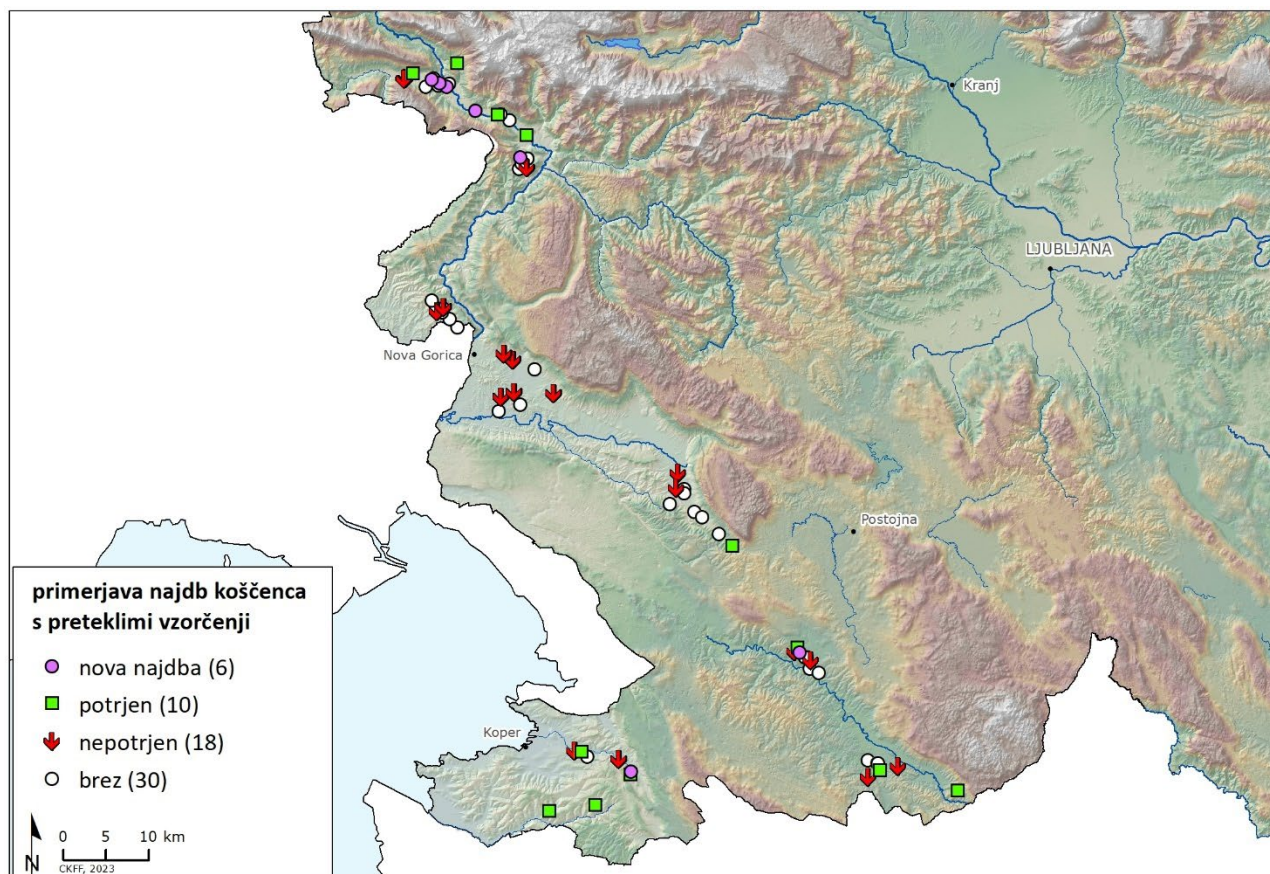 Kranj
LJUBLJANA
Nova Gorica
Postojna
Koper
primerjava najdb koščenca
s preteklimi vzorčenji
nova najdba (6)
potrjen (10)
nepotrjen (18)
brez (30)
0 5 10 km
N
CKFF, 2023